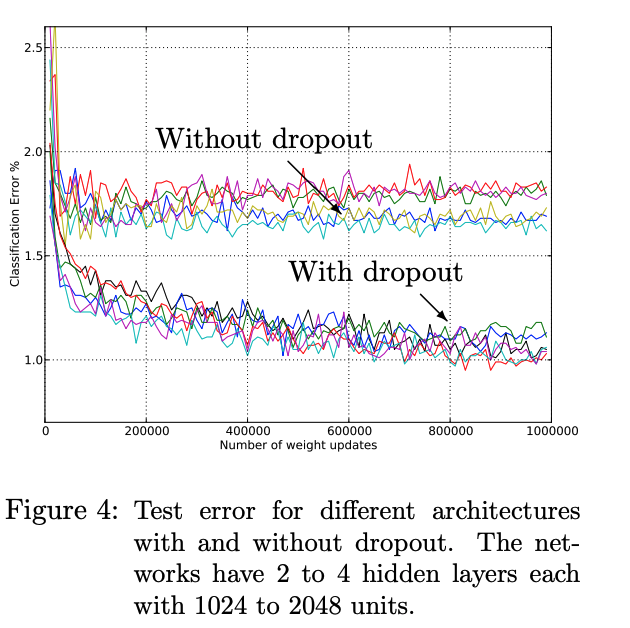 2.5
Without dropout
2.0
Classification Error %
1.5
With dropout
1.0
0 200000 400000 600000 800000 1000000
Number of weight updates
Figure 4: Test error for different architectures
with and without dropout. The net-
works have 2 to 4 hidden layers each
with 1024 to 2048 units.